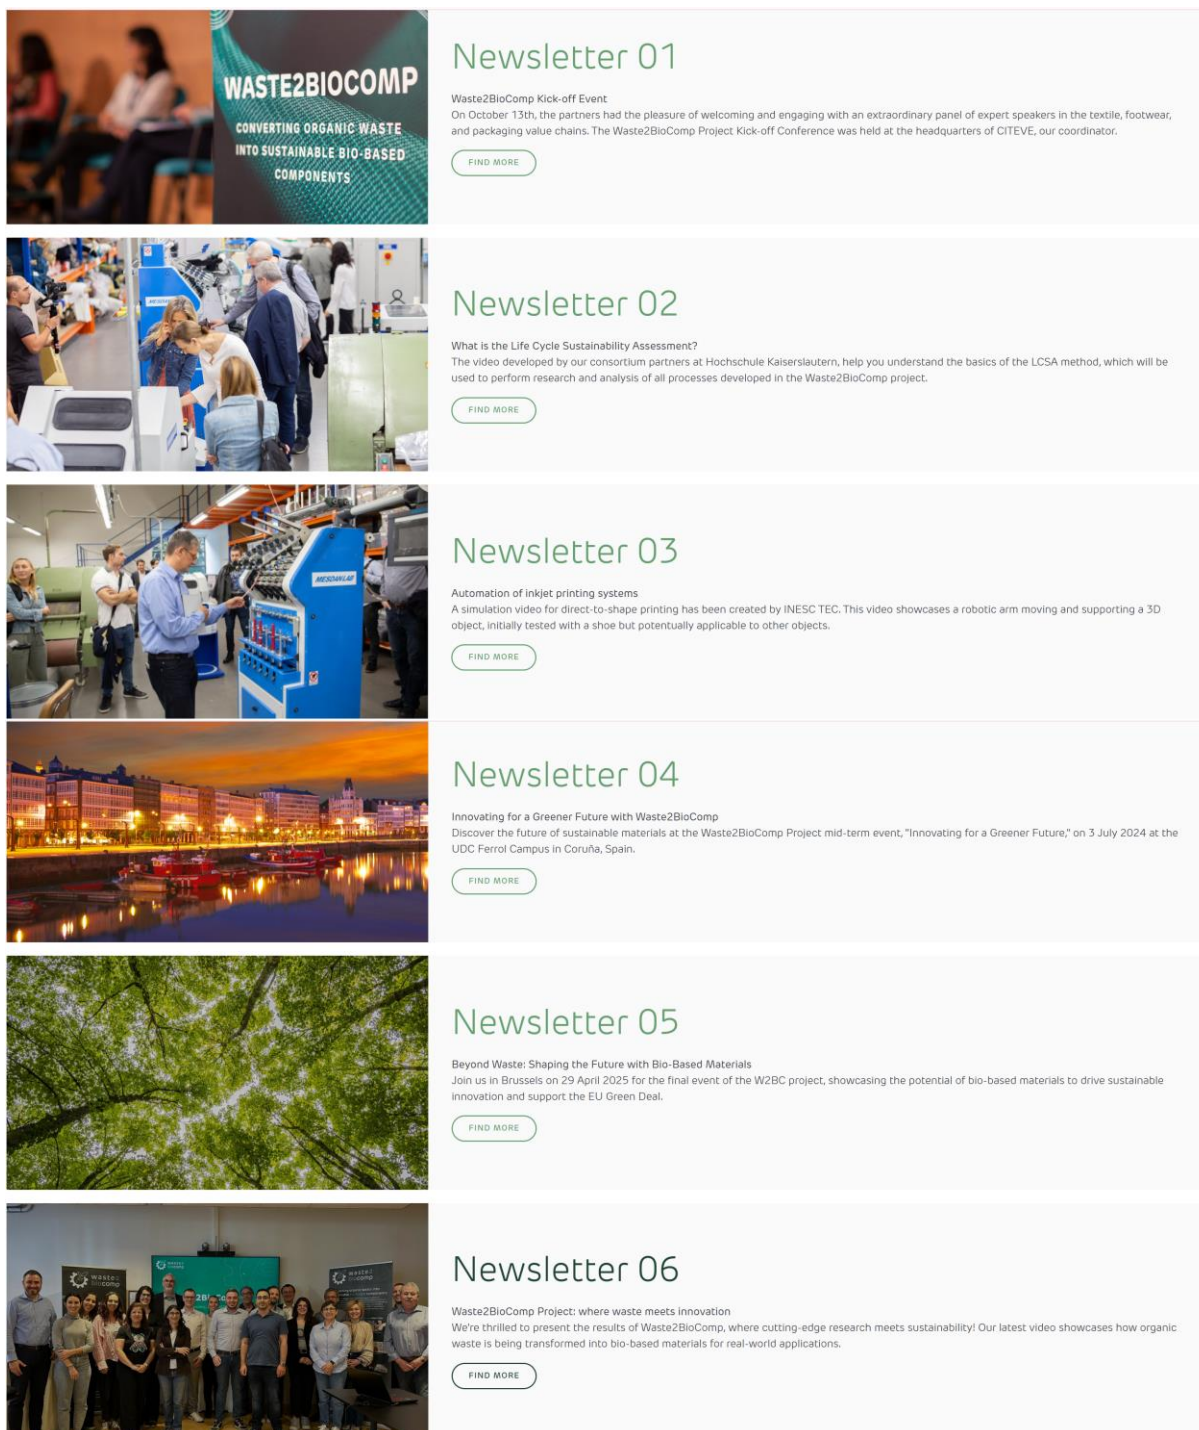 WASTE2BIOCOMP
CONVERTING ORGANIC WASTE
INTO SUSTAINABLE BIO-BASED
COMPONENTS
Newsletter 01
Waste2BioComp Kick-off Event
On October 13th, the partners had the pleasure of welcoming and engaging with an extraordinary panel of expert speakers in the textile, footwear,
and packaging value chains. The Waste2BioComp Project Kick-off Conference was held at the headquarters of CITEVE, our coordinator.
FIND MORE
Newsletter 02
What is the Life Cycle Sustainability Assessment?
The video developed by our consortium partners at Hochschule Kaiserslautern, help you understand the basics of the LCSA method, which will be
used to perform research and analysis of all processes developed in the Waste2BioComp project.
FIND MORE
MESDANLAB
Newsletter 03
Automation of inkjet printing systems
A simulation video for direct-to-shape printing has been created by INESC TEC. This video showcases a robotic arm moving and supporting a 3D
object, initially tested with a shoe but potentually applicable to other objects.
FIND MORE
Newsletter 04
Innovating for a Greener Future with Waste2BioComp
Discover the future of sustainable materials at the Waste2BioComp Project mid-term event, "Innovating for a Greener Future," on 3 July 2024 at the
UDC Ferrol Campus in Coruña, Spain.
FIND MORE
Newsletter 05
Beyond Waste: Shaping the Future with Bio-Based Materials
Join us in Brussels on 29 April 2025 for the final event of the W2BC project, showcasing the potential of bio-based materials to drive sustainable
innovation and support the EU Green Deal.
FIND MORE
waste2
biocomp
waste2
biocomp
Newsletter 06
Waste2BioComp Project: where waste meets innovation
We're thrilled to present the results of Waste2BioComp, where cutting-edge research meets sustainability! Our latest video showcases how organic
waste is being transformed into bio-based materials for real-world applications.
FIND MORE